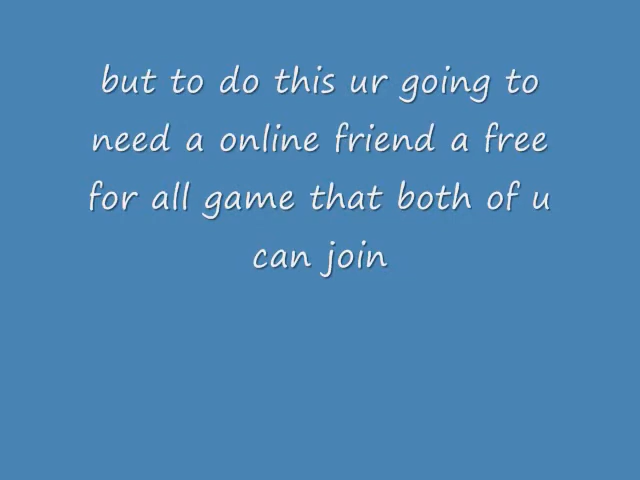 but to do this ur going to
need a online friend a free
for all game that both of u
can join